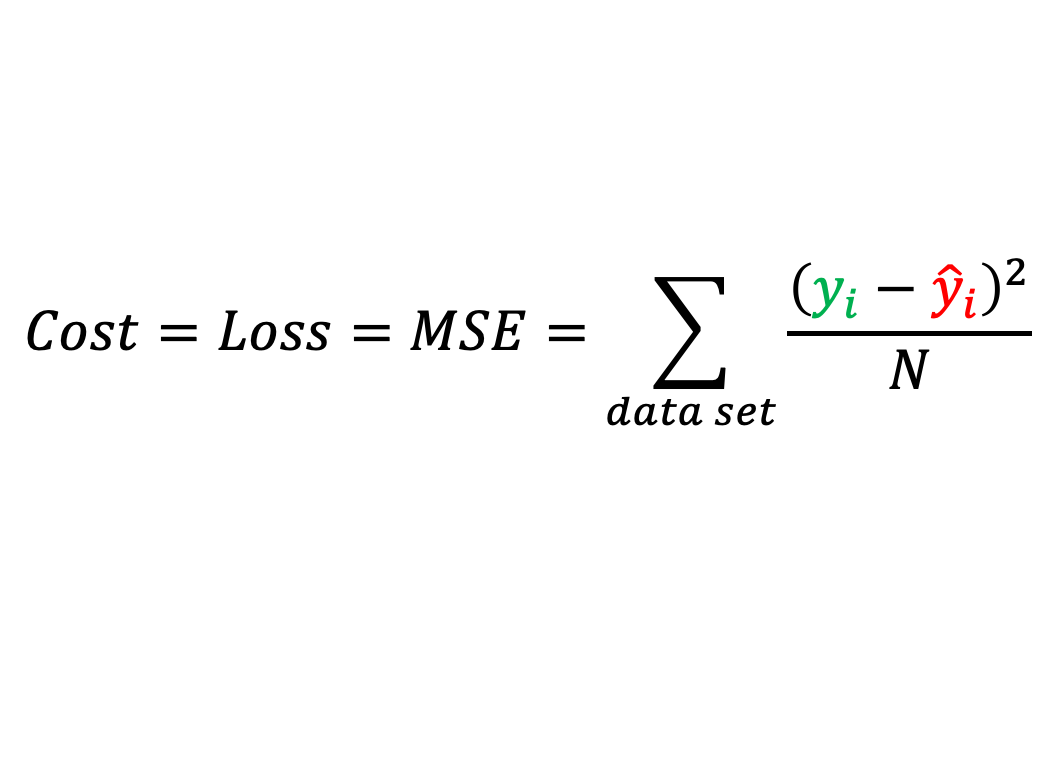 Cost = Loss = MSE = ∑ (yᵢ − ŷᵢ)²
N
data set